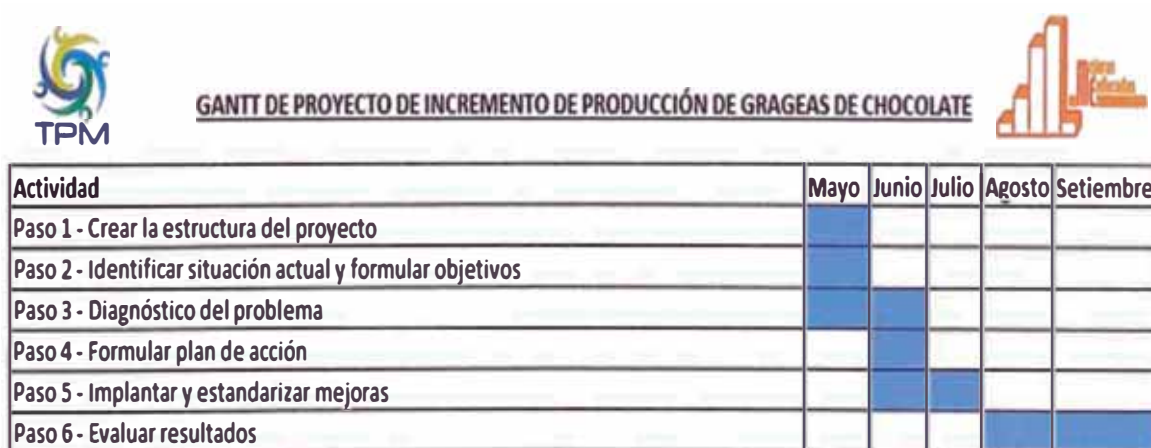 TPM
GANTT DE PROYECTO DE INCREMENTO DE PRODUCCIÓN DE GRAGEAS DE CHOCOLATE
Actividad Mayo Junio Julio Agosto Setiembre
Paso 1 - Crear la estructura del proyecto
Paso 2 - Identificar situación actual y formular objetivos
Paso 3 - Diagnóstico del problema
Paso 4 - Formular plan de acción
Paso 5 - Implantar y estandarizar mejoras
Paso 6 - Evaluar resultados